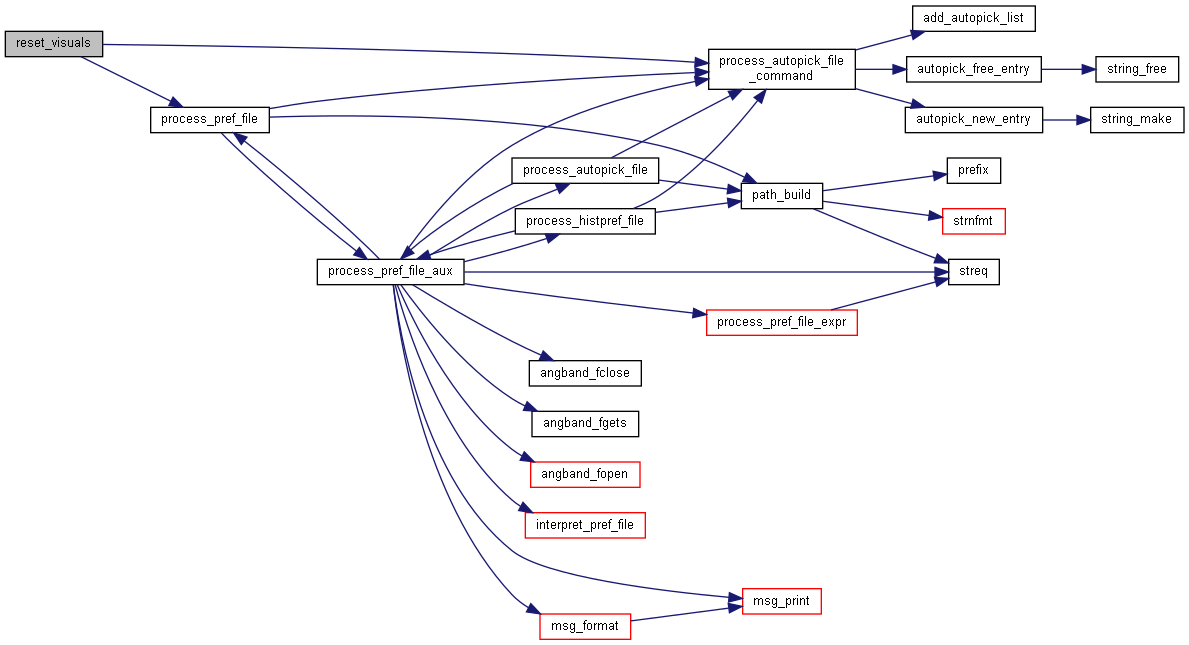 reset_visuals
process_pref_file
process_pref_file_aux
process_autopick_file
process_histpref_file
angband_fclose
angband_fgets
angband_fopen
interpret_pref_file
msg_format
process_autopick_file
_command
path_build
process_pref_file_expr
msg_print
add_autopick_list
autopick_free_entry
autopick_new_entry
prefix
strnfmt
streq
string_free
string_make